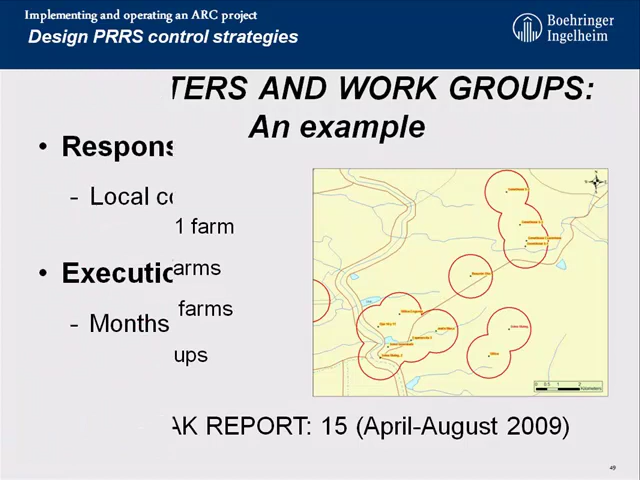 Implementing and operating an ARC project
Design PRRS control strategies
Boehringer
Ingelheim
TERS AND WORK GROUPS:
An example
• Respons
- Local co
1 farm
• Executio
arms
farms
- Months
ups
AK REPORT: 15 (April-August 2009)
49